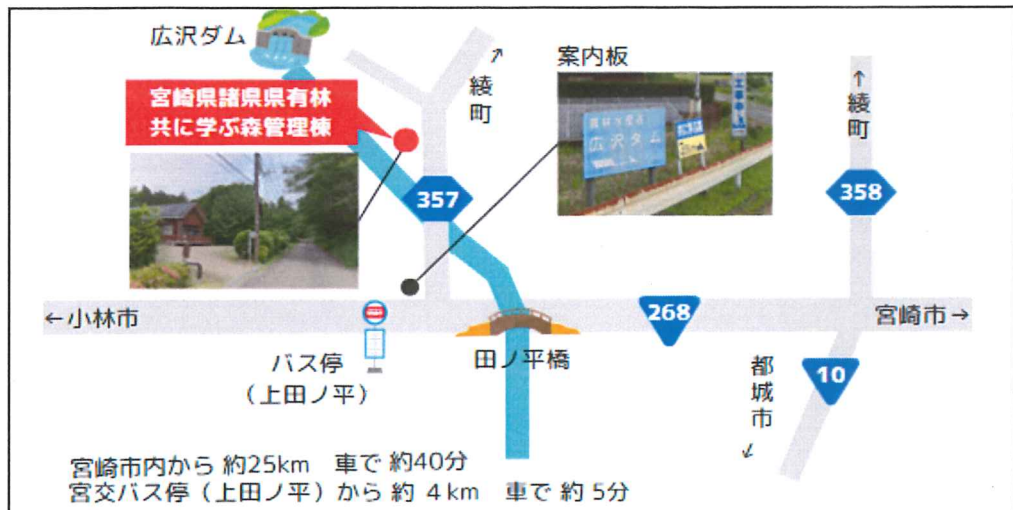 広沢ダム
宮崎県諸県県有林
共に学ぶ森管理棟
↑
綾町
案内板
広沢ダム
工事中
↑
綾町
357
358
←小林市
268
宮崎市→
バス停
(上田ノ平)
田ノ平橋
都城市
↓
10
宮崎市内から 約25km 車で 約40分
宮交バス停(上田ノ平)から 約 4km 車で 約 5分